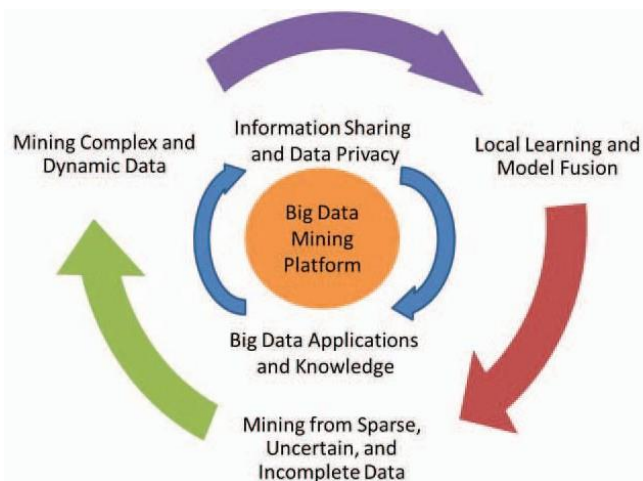 Information Sharing
and Data Privacy
Mining Complex and
Dynamic Data
Local Learning and
Model Fusion
Big Data
Mining
Platform
Big Data Applications
and Knowledge
Mining from Sparse,
Uncertain, and
Incomplete Data